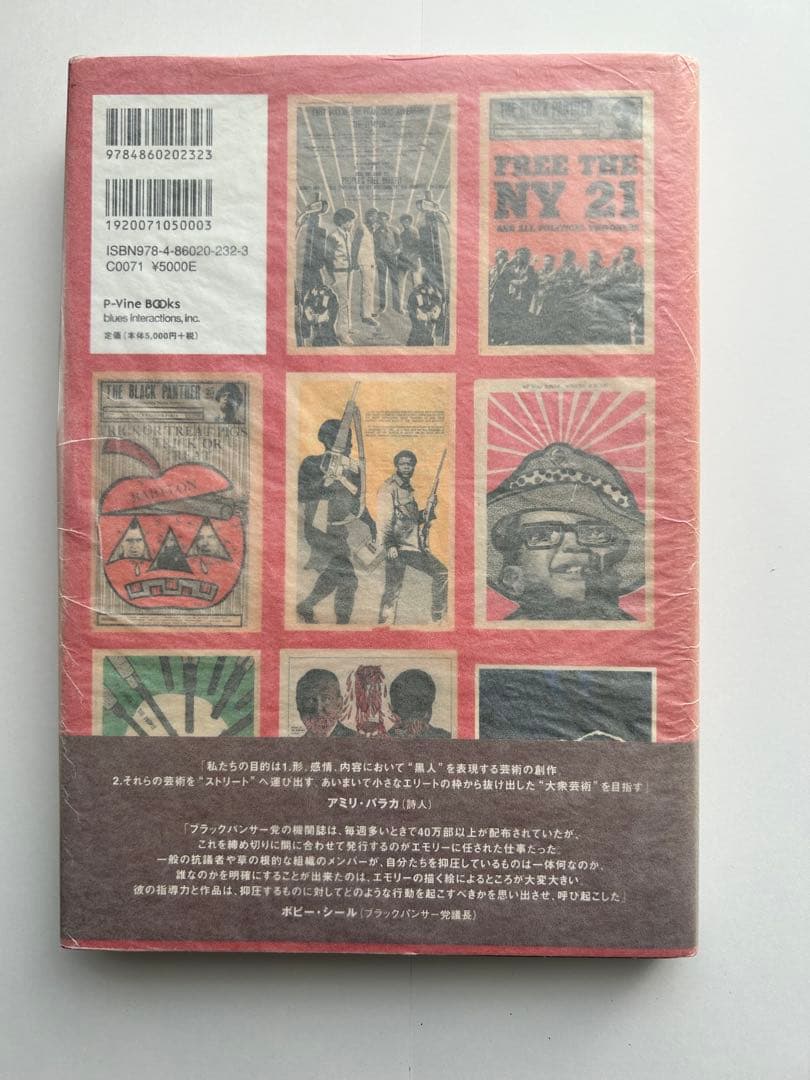 9784860202323
1920071050003
ISBN978-4-86020-232-3
C0071 ¥5000E
P-Vine BOOks
blues interactions, inc.
定価(本体5,000円+税)
THE BLACK PANTHER
FREE THE
NY 21
AND ALL POLITICAL PRISONERS
THE BLACK PANTHER
TRICK OR TREAT PIGS
TRICK OR
TREAT
BABYLON
「私たちの目的は1.形、感情、内容において“黒人”を表現する芸術の創作
2.それらの芸術を“ストリート”へ運び出す、あいまいで小さなエリートの枠から抜け出した“大衆芸術”を目指す」
アミリ・バラカ(詩人)
「ブラックパンサー党の機関誌は、毎週多いときで40万部以上が配布されていたが、
これを締め切りに間に合わせて発行するのがエモリーに任された仕事だった。
一般の抗議者や草の根的な組織のメンバーが、自分たちを抑圧しているものは一体何なのか、
誰なのかを明確にすることが出来たのは、エモリーの描く絵によるところが大変大きい。
彼の指導力と作品は、抑圧するものに対してどのような行動を起こすべきかを思い出させ、呼び起こした」
ボビー・シール(ブラックパンサー党議長)